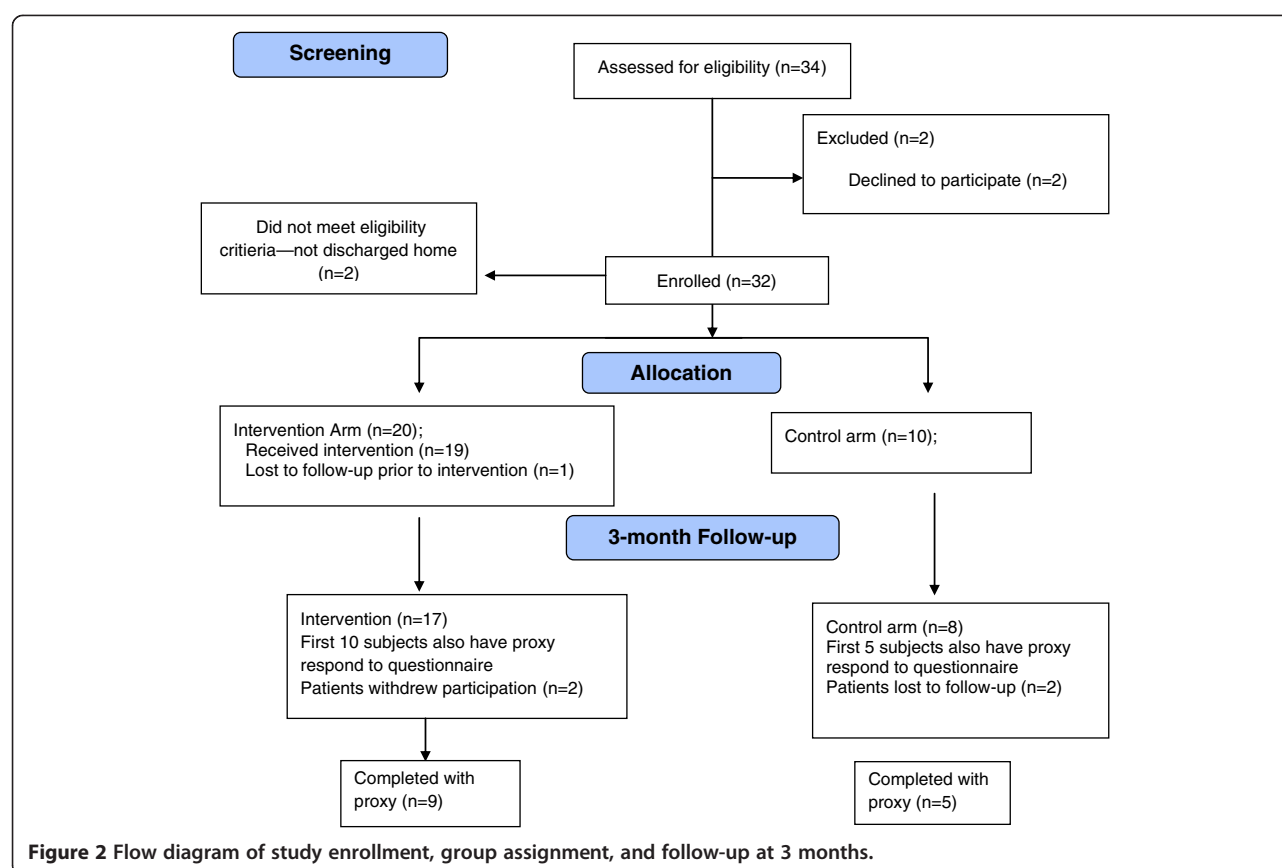 Screening
Assessed for eligibility (n=34)
Excluded (n=2)
Declined to participate (n=2)
Did not meet eligibility
critieria—not discharged home
(n=2)
Enrolled (n=32)
Allocation
Intervention Arm (n=20);
Received intervention (n=19)
Lost to follow-up prior to intervention (n=1)
Control arm (n=10);
3-month Follow-up
Intervention (n=17)
First 10 subjects also have proxy
respond to questionnaire
Patients withdrew participation (n=2)
Control arm (n=8)
First 5 subjects also have proxy
respond to questionnaire
Patients lost to follow-up (n=2)
Completed with
proxy (n=9)
Completed with
proxy (n=5)
Figure 2 Flow diagram of study enrollment, group assignment, and follow-up at 3 months.